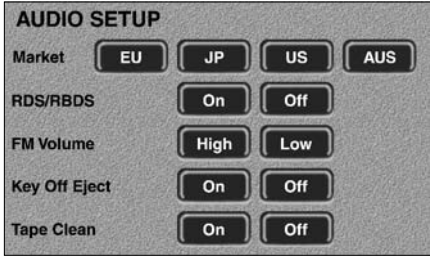 AUDIO SETUP
Market EU JP US AUS
RDS/RBDS On Off
FM Volume High Low
Key Off Eject On Off
Tape Clean On Off